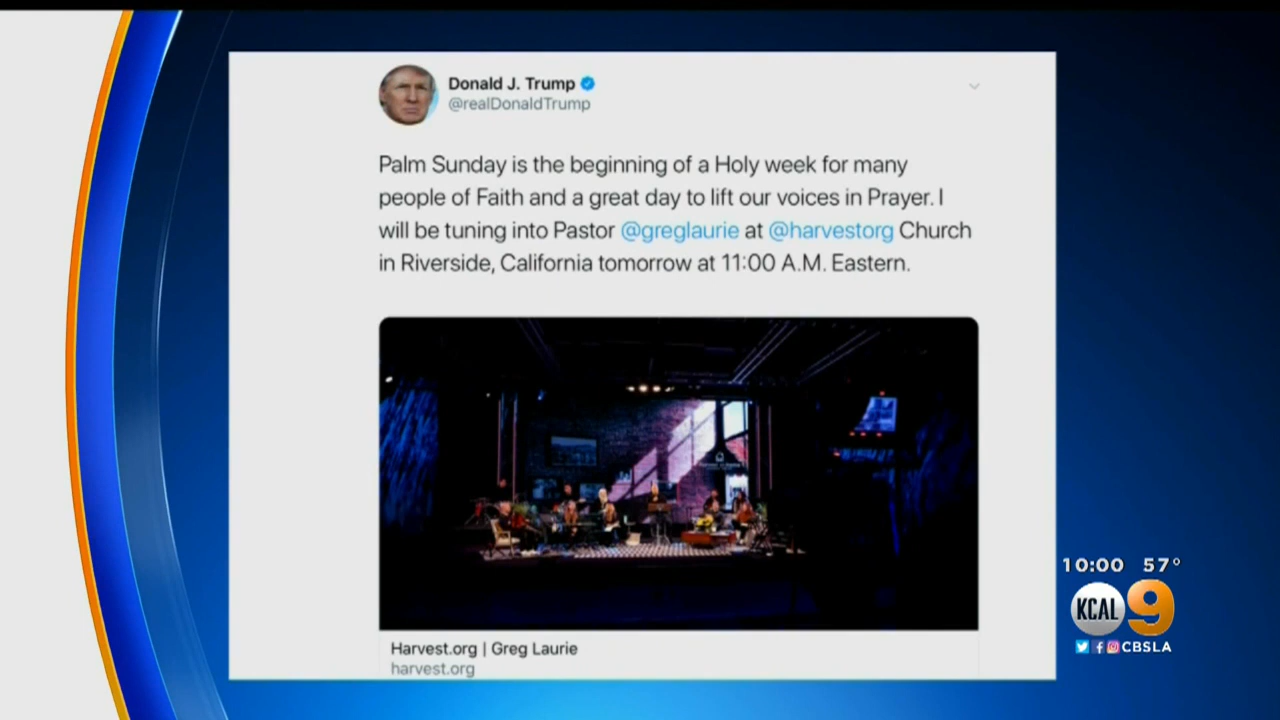 Donald J. Trump
@realDonaldTrump
Palm Sunday is the beginning of a Holy week for many
people of Faith and a great day to lift our voices in Prayer. I
will be tuning into Pastor @greglaurie at @harvestorg Church
in Riverside, California tomorrow at 11:00 A.M. Eastern.
Harvest.org | Greg Laurie
harvest.org
10:00 57°
KCAL 9
CBSLA